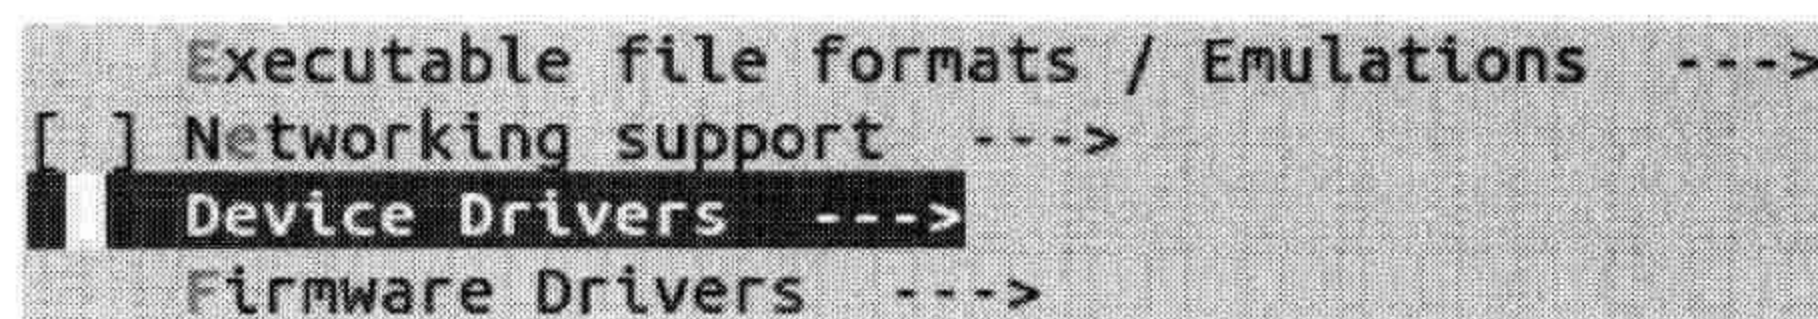 Executable file formats / Emulations  --->
[ ] Networking support  --->
Device Drivers  --->
Firmware Drivers  --->